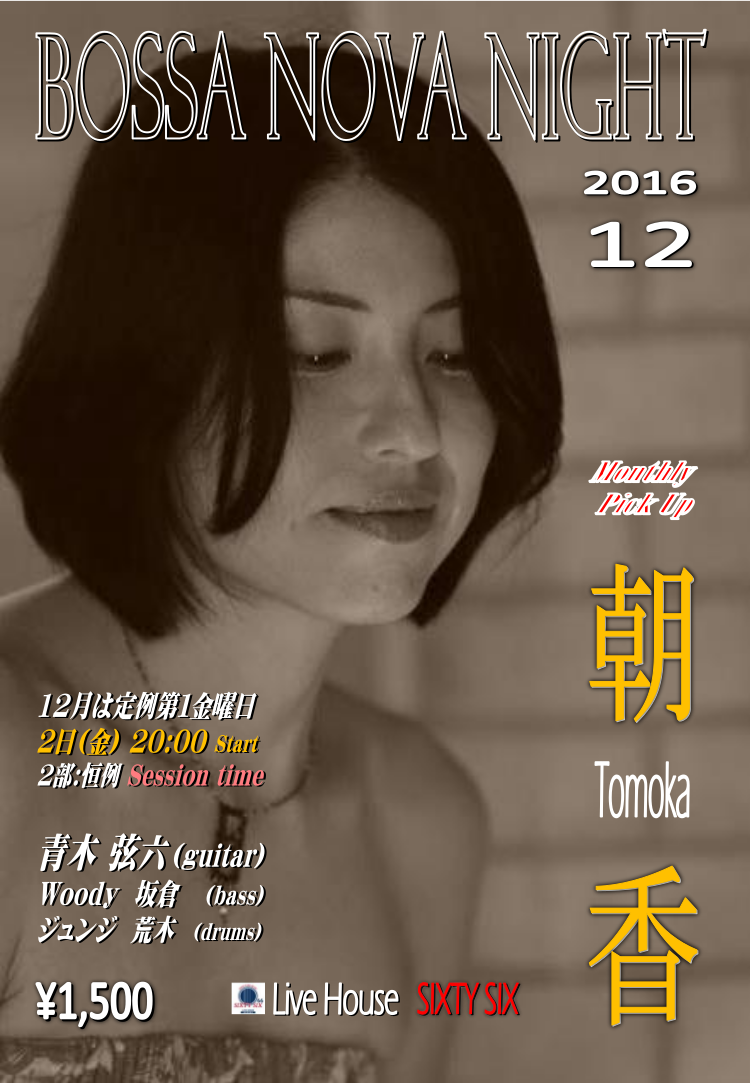 BOSSA NOVA NIGHT
2016
12
Monthly
Pick Up
朝
Tomoka
香
12月は定例第1金曜日
2日(金) 20:00 Start
2部:恒例 Session time
青木 弦六 (guitar)
Woody 坂倉 (bass)
ジュンジ 荒木 (drums)
¥1,500
Live House SIXTY SIX